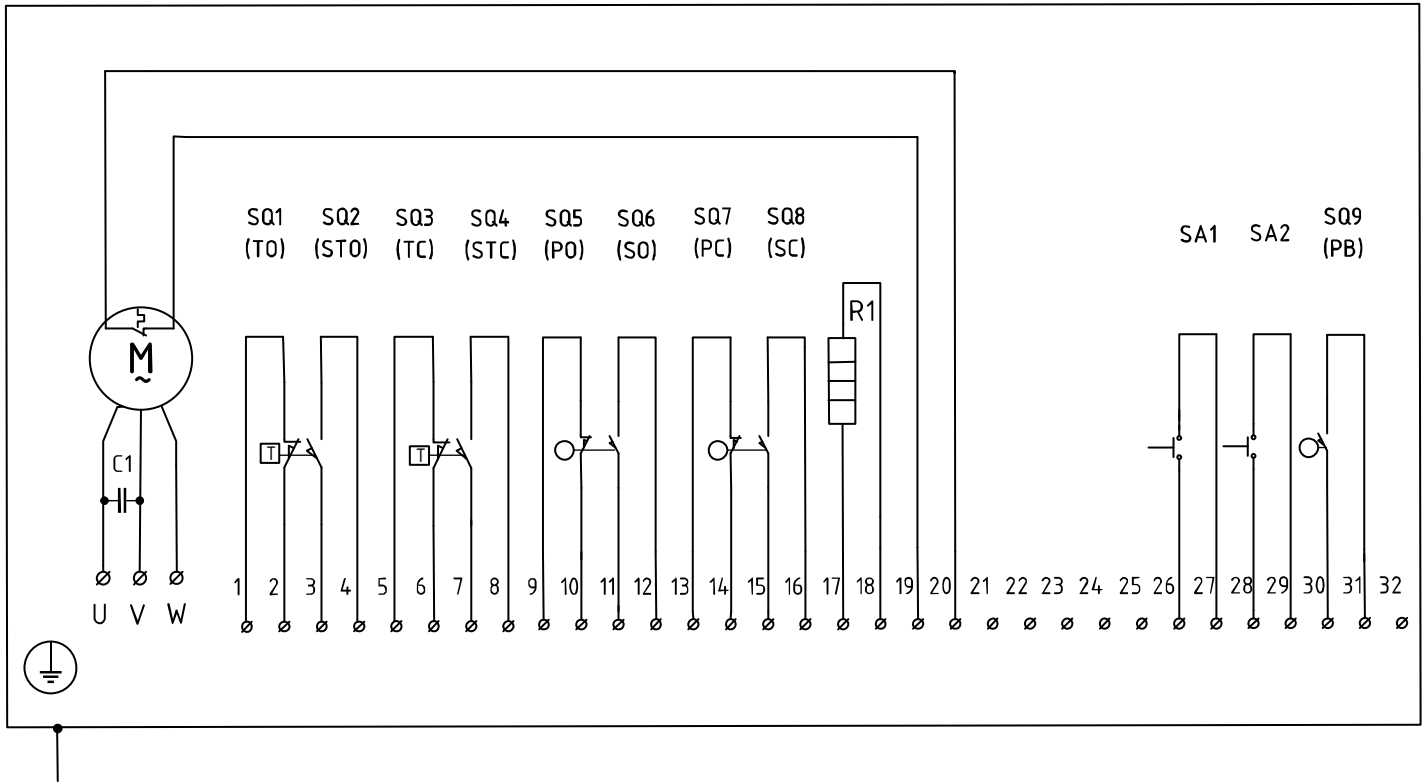 SQ1 SQ2 SQ3 SQ4 SQ5 SQ6 SQ7 SQ8 SQ9
(TO) (STO) (TC) (STC) (PO) (SO) (PC) (SC) SA1 SA2 (PB)
R1
M
~
T T
C1
1 2 3 4 5 6 7 8 9 10 11 12 13 14 15 16 17 18 19 20 21 22 23 24 25 26 27 28 29 30 31 32
U V W